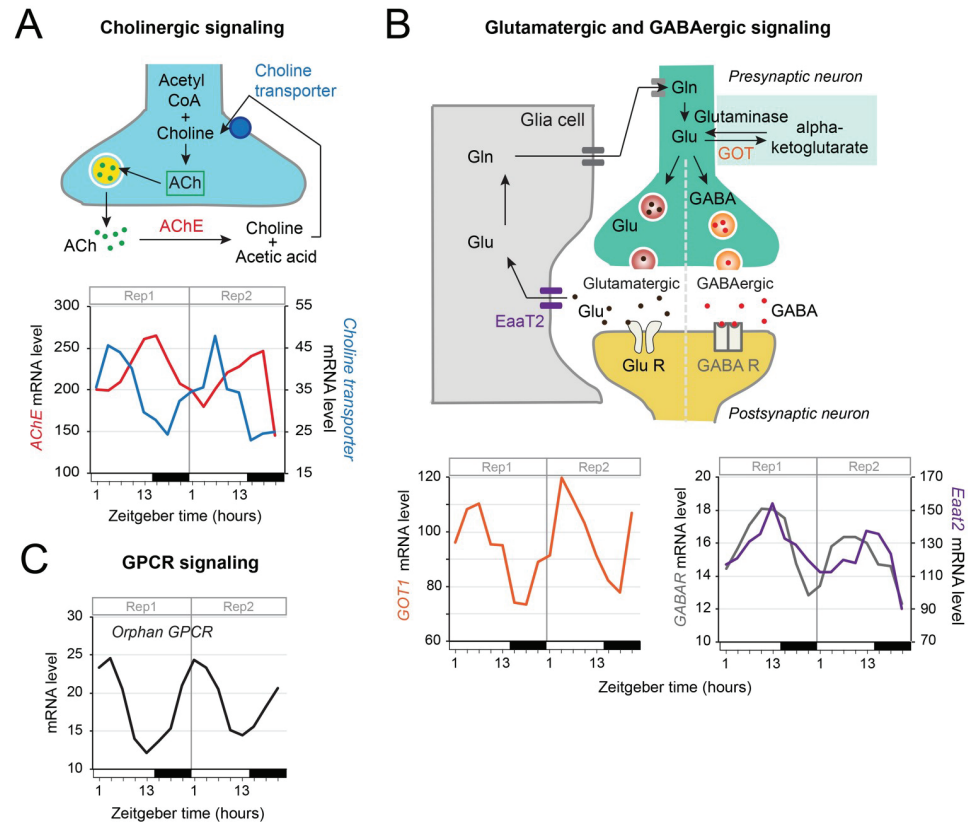 A
Cholinergic signaling
Acetyl
CoA
+
Choline
Choline
transporter
ACh
ACh
AChE
Choline
+
Acetic acid
Rep1
Rep2
300
250
200
150
100
55
45
35
25
15
AChE mRNA level
Choline transporter
mRNA level
1
13
1
13
Zeitgeber time (hours)
B
Glutamatergic and GABAergic signaling
Presynaptic neuron
Glia cell
Gln
Gln
Glutaminase
Glu
GOT
alpha-
ketoglutarate
GABA
Glu
Glu
Glutamatergic
GABAergic
EaaT2
Glu
GABA
Glu R
GABA R
Postsynaptic neuron
Rep1
Rep2
120
100
80
60
GOT1 mRNA level
1
13
1
13
Rep1
Rep2
20
18
16
14
12
10
170
150
130
110
90
70
GABAR mRNA level
Eaat2 mRNA level
1
13
1
13
Zeitgeber time (hours)
C
GPCR signaling
Rep1
Rep2
Orphan GPCR
30
25
20
15
10
mRNA level
1
13
1
13
Zeitgeber time (hours)